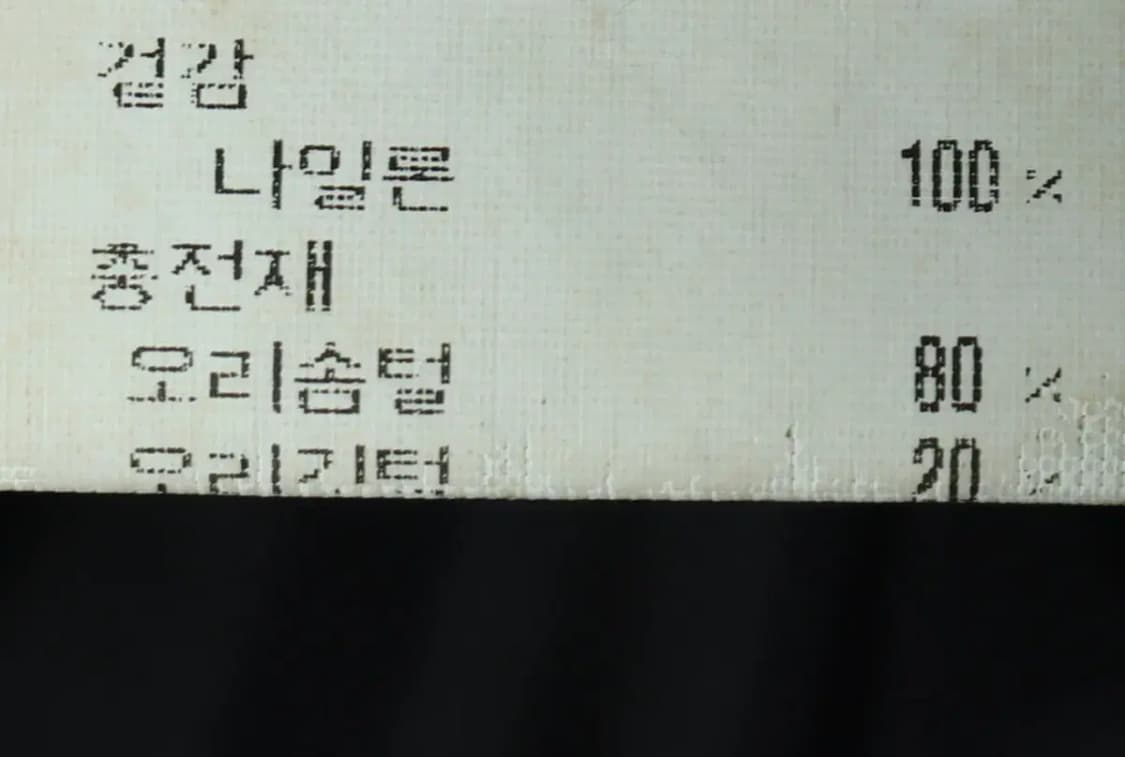 겉감
나일론 100 %
충전재
오리솜털 80 %
오리깃털 20 %